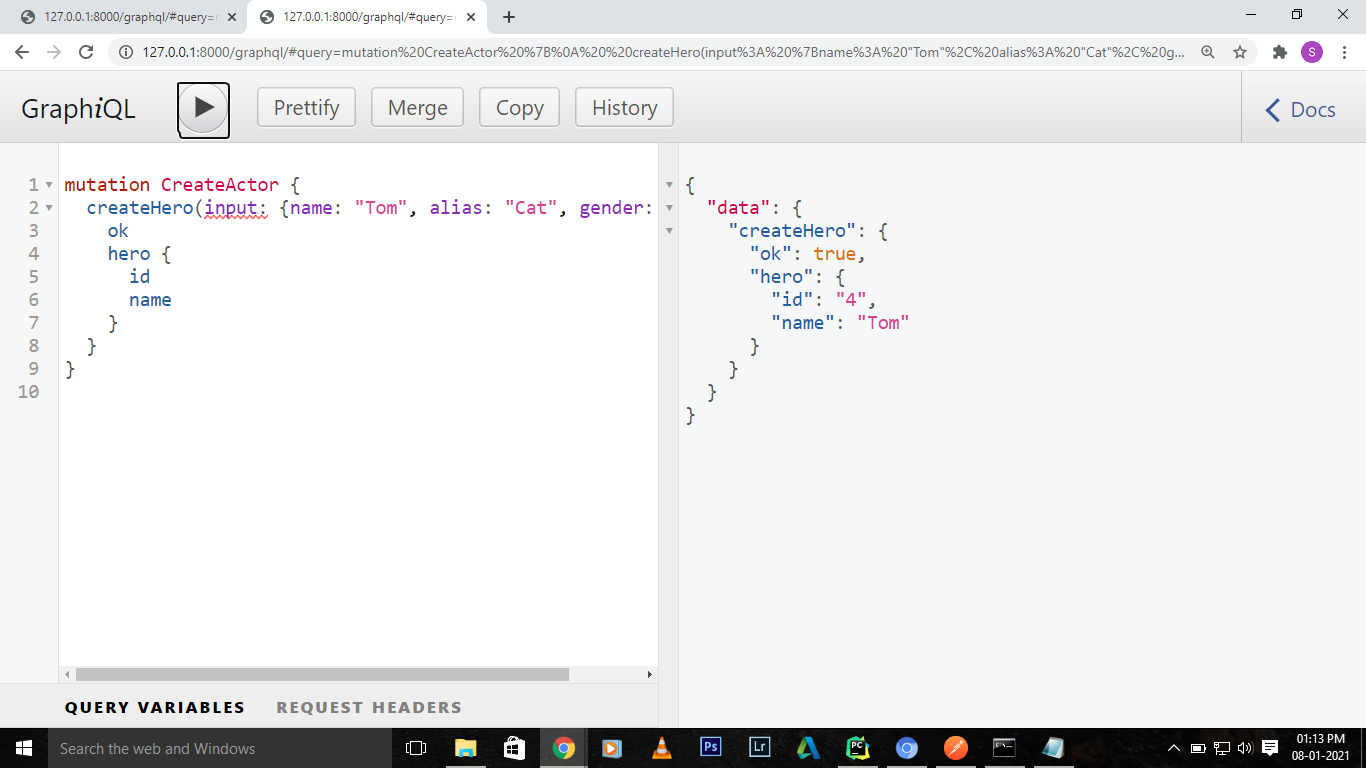 127.0.0.1:8000/graphql/#query=
127.0.0.1:8000/graphql/#query=
127.0.0.1:8000/graphql/#query=mutation%20CreateActor%20%7B%0A%20%20createHero(input%3A%20%7Bname%3A%20"Tom"%2C%20alias%3A%20"Cat"%2C%20g...
S
GraphiQL
Prettify
Merge
Copy
History
Docs
1 mutation CreateActor {
2 createHero(input: {name: "Tom", alias: "Cat", gender:
3 ok
4 hero {
5 id
6 name
7 }
8 }
9 }
10
{
"data": {
"createHero": {
"ok": true,
"hero": {
"id": "4",
"name": "Tom"
}
}
}
}
QUERY VARIABLES
REQUEST HEADERS
Search the web and Windows
Ps
Lr
PC
01:13 PM
08-01-2021